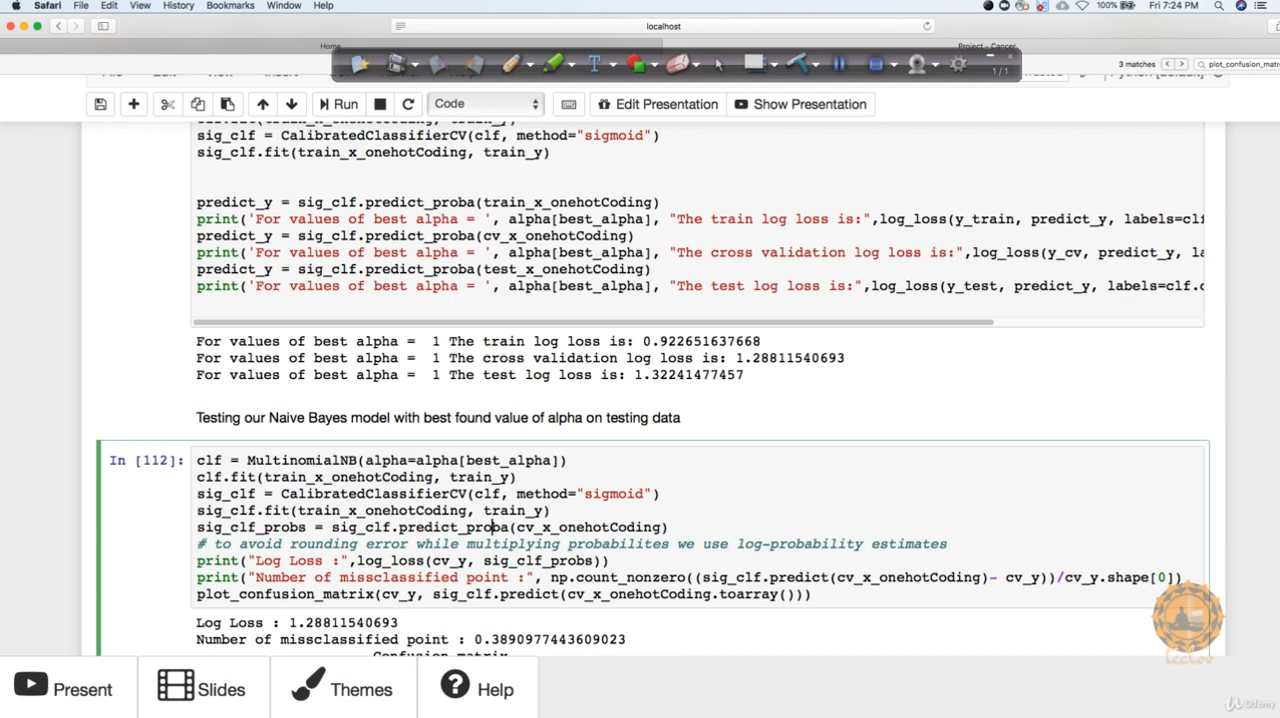 Safari File Edit View History Bookmarks Window Help
100% Fri 7:24 PM
localhost
Home
Project - Cancer
1/1
3 matches
plot_confusion_matr
Run
Code
Edit Presentation
Show Presentation
sig_clf = CalibratedClassifierCV(clf, method="sigmoid")
sig_clf.fit(train_x_onehotCoding, train_y)
predict_y = sig_clf.predict_proba(train_x_onehotCoding)
print('For values of best alpha = ', alpha[best_alpha], "The train log loss is:",log_loss(y_train, predict_y, labels=clf
predict_y = sig_clf.predict_proba(cv_x_onehotCoding)
print('For values of best alpha = ', alpha[best_alpha], "The cross validation log loss is:",log_loss(y_cv, predict_y, la
predict_y = sig_clf.predict_proba(test_x_onehotCoding)
print('For values of best alpha = ', alpha[best_alpha], "The test log loss is:",log_loss(y_test, predict_y, labels=clf.c
For values of best alpha = 1 The train log loss is: 0.922651637668
For values of best alpha = 1 The cross validation log loss is: 1.28811540693
For values of best alpha = 1 The test log loss is: 1.32241477457
Testing our Naive Bayes model with best found value of alpha on testing data
In [112]:
clf = MultinomialNB(alpha=alpha[best_alpha])
clf.fit(train_x_onehotCoding, train_y)
sig_clf = CalibratedClassifierCV(clf, method="sigmoid")
sig_clf.fit(train_x_onehotCoding, train_y)
sig_clf_probs = sig_clf.predict_proba(cv_x_onehotCoding)
# to avoid rounding error while multiplying probabilites we use log-probability estimates
print("Log Loss :",log_loss(cv_y, sig_clf_probs))
print("Number of missclassified point :", np.count_nonzero((sig_clf.predict(cv_x_onehotCoding)- cv_y))/cv_y.shape[0])
plot_confusion_matrix(cv_y, sig_clf.predict(cv_x_onehotCoding.toarray()))
Log Loss : 1.28811540693
Number of missclassified point : 0.3890977443609023
Present
Slides
Themes
Help
Udemy